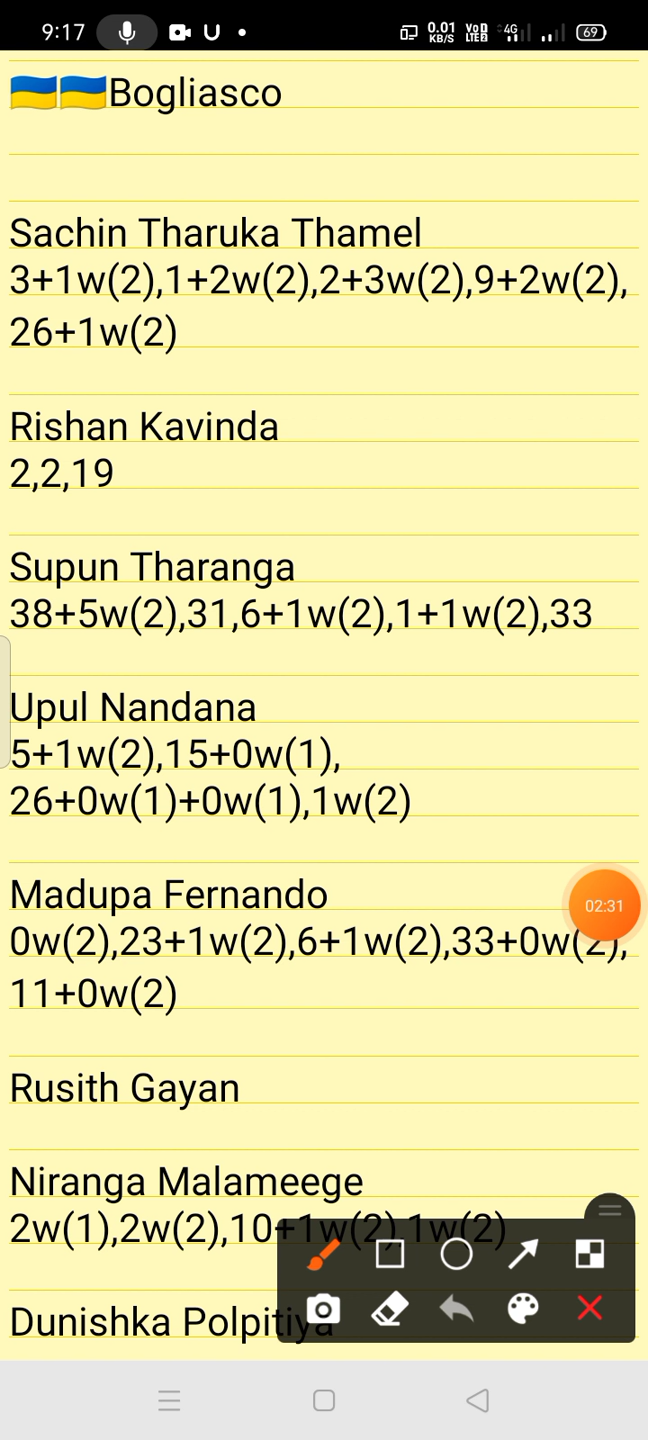 9:17
0.01
KB/S
VoD
LTE2
4G
69
🇺🇦🇺🇦Bogliasco
Sachin Tharuka Thamel
3+1w(2),1+2w(2),2+3w(2),9+2w(2),
26+1w(2)
Rishan Kavinda
2,2,19
Supun Tharanga
38+5w(2),31,6+1w(2),1+1w(2),33
Upul Nandana
5+1w(2),15+0w(1),
26+0w(1)+0w(1),1w(2)
Madupa Fernando
02:31
0w(2),23+1w(2),6+1w(2),33+0w(2),
11+0w(2)
Rusith Gayan
Niranga Malameege
2w(1),2w(2),10+1w(2),1w(2)
Dunishka Polpitiya